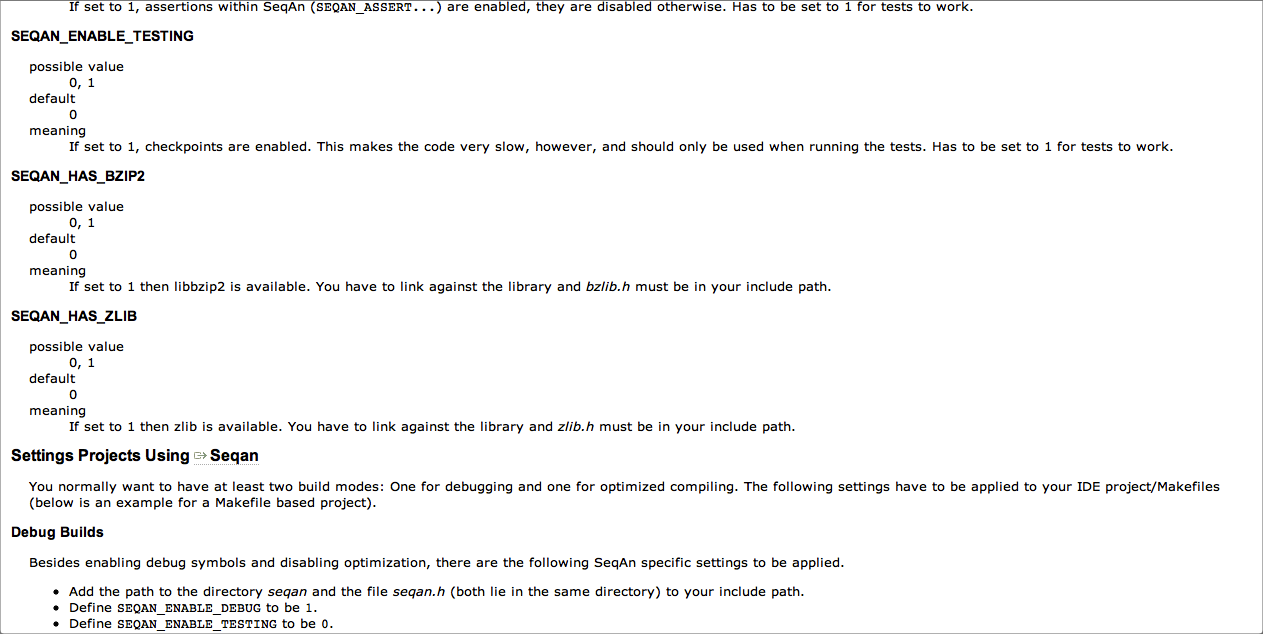 If set to 1, assertions within SeqAn (SEQAN_ASSERT...) are enabled, they are disabled otherwise. Has to be set to 1 for tests to work.
SEQAN_ENABLE_TESTING
possible value
0, 1
default
0
meaning
If set to 1, checkpoints are enabled. This makes the code very slow, however, and should only be used when running the tests. Has to be set to 1 for tests to work.
SEQAN_HAS_BZIP2
possible value
0, 1
default
0
meaning
If set to 1 then libbzip2 is available. You have to link against the library and bzlib.h must be in your include path.
SEQAN_HAS_ZLIB
possible value
0, 1
default
0
meaning
If set to 1 then zlib is available. You have to link against the library and zlib.h must be in your include path.
Settings Projects Using Seqan
You normally want to have at least two build modes: One for debugging and one for optimized compiling. The following settings have to be applied to your IDE project/Makefiles
(below is an example for a Makefile based project).
Debug Builds
Besides enabling debug symbols and disabling optimization, there are the following SeqAn specific settings to be applied.
• Add the path to the directory seqan and the file seqan.h (both lie in the same directory) to your include path.
• Define SEQAN_ENABLE_DEBUG to be 1.
• Define SEQAN_ENABLE_TESTING to be 0.